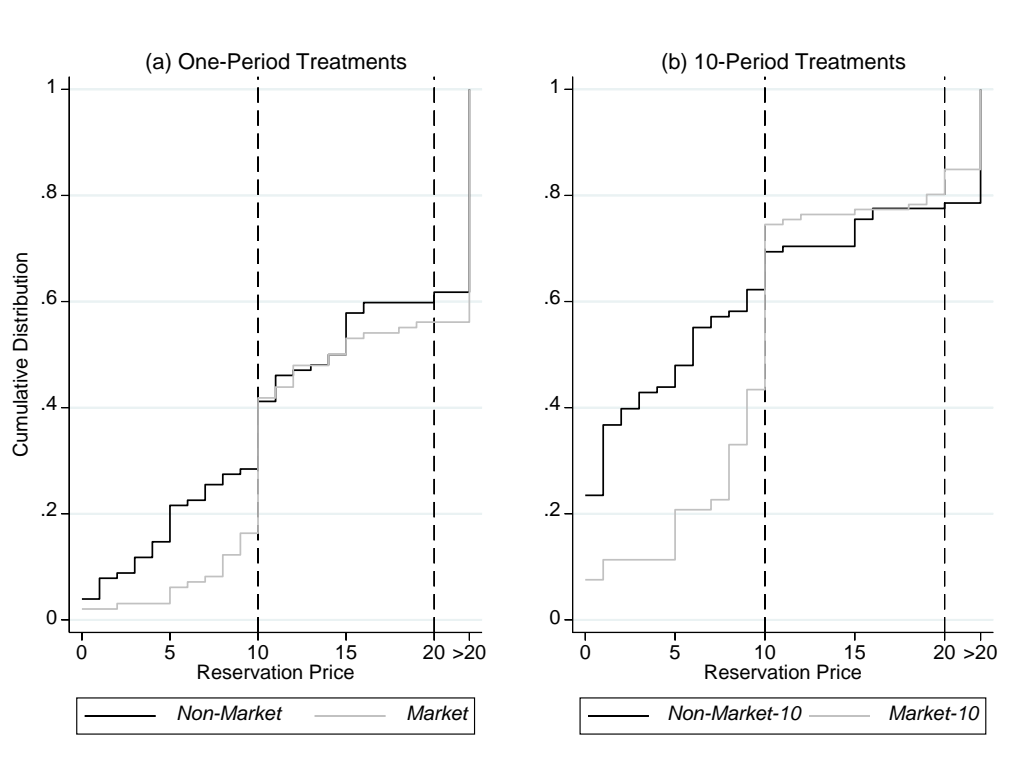 (a) One-Period Treatments
(b) 10-Period Treatments
Cumulative Distribution
1
.8
.6
.4
.2
0
0 5 10 15 20 >20
Reservation Price
Non-Market Market
1
.8
.6
.4
.2
0
0 5 10 15 20 >20
Reservation Price
Non-Market-10 Market-10